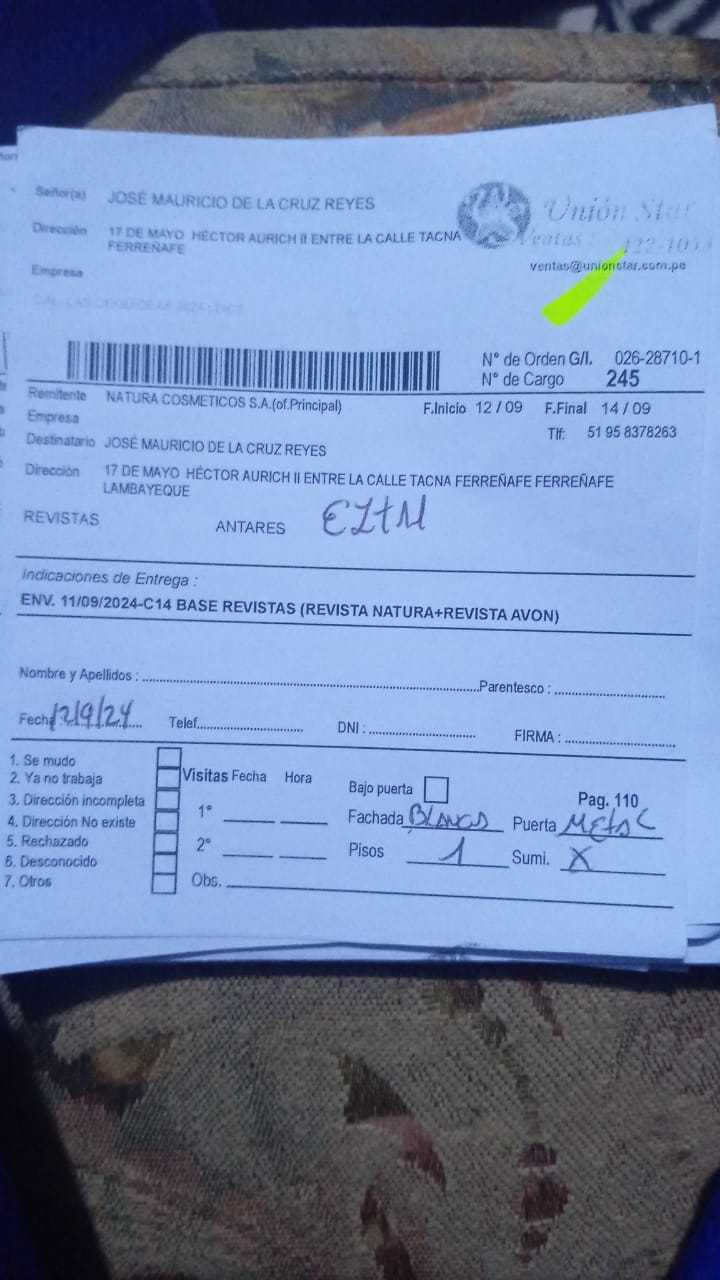 Señor(a) JOSÉ MAURICIO DE LA CRUZ REYES
Unión Star
Dirección 17 DE MAYO HÉCTOR AURICH II ENTRE LA CALLE TACNA
FERREÑAFE
Ventas :
ventas@unionstar.com.pe
Empresa
N° de Orden G/I. 026-28710-1
N° de Cargo 245
Remitente NATURA COSMETICOS S.A.(of.Principal)
F.Inicio 12 / 09 F.Final 14 / 09
Empresa
Tlf: 51 95 8378263
Destinatario JOSÉ MAURICIO DE LA CRUZ REYES
Dirección 17 DE MAYO HÉCTOR AURICH II ENTRE LA CALLE TACNA FERREÑAFE FERREÑAFE
LAMBAYEQUE
REVISTAS ANTARES
Indicaciones de Entrega :
ENV. 11/09/2024-C14 BASE REVISTAS (REVISTA NATURA+REVISTA AVON)
Nombre y Apellidos : Parentesco :
Fech 12/9/24 Telef. DNI : FIRMA :
1. Se mudo
2. Ya no trabaja
3. Dirección incompleta
4. Dirección No existe
5. Rechazado
6. Desconocido
7. Otros
Visitas Fecha Hora
1°
2°
Obs.
Bajo puerta
Pag. 110
Fachada BLANCO Puerta METAL
Pisos 1 Sumi. X